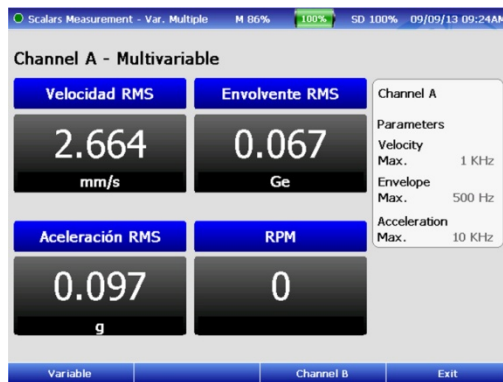 Scalars Measurement - Var. Multiple M 86% 100% SD 100% 09/09/13 09:24AM
Channel A - Multivariable
Velocidad RMS
2.664
mm/s
Envolvente RMS
0.067
Ge
Aceleración RMS
0.097
g
RPM
0
Channel A
Parameters
Velocity
Max. 1 KHz
Envelope
Max. 500 Hz
Acceleration
Max. 10 KHz
Variable Channel B Exit